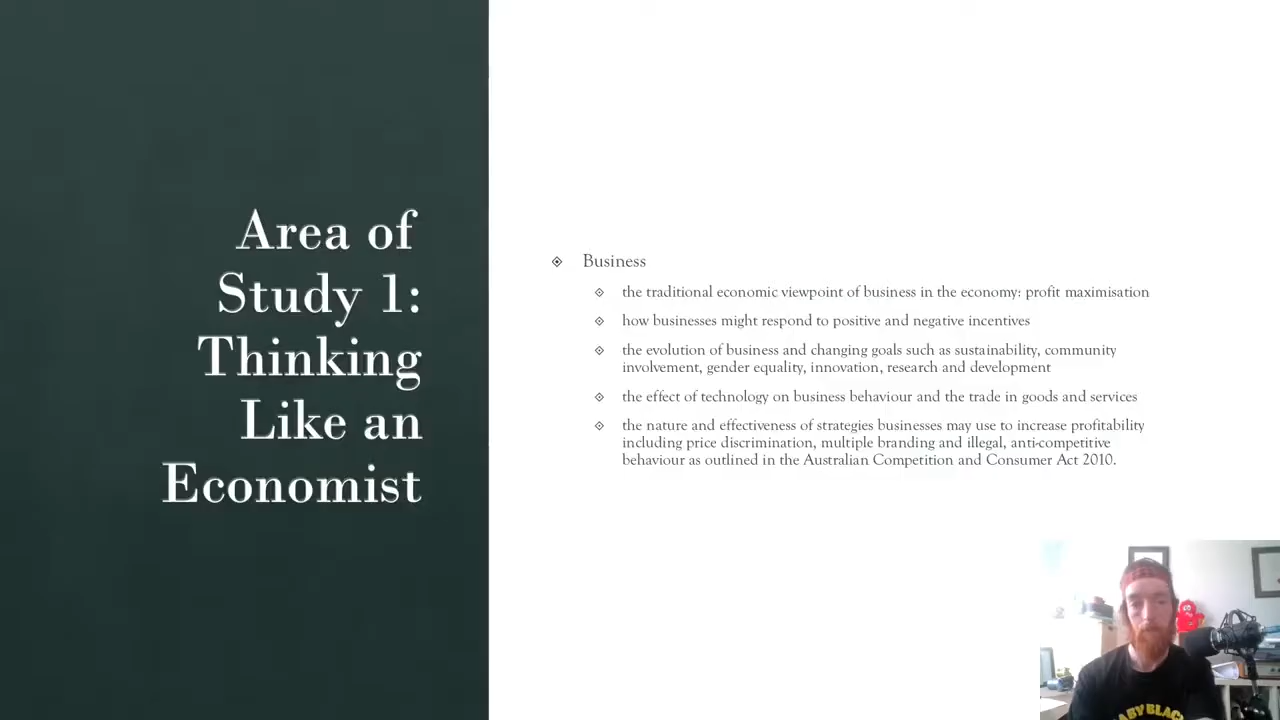 Area of
Study 1:
Thinking
Like an
Economist
Business
the traditional economic viewpoint of business in the economy: profit maximisation
how businesses might respond to positive and negative incentives
the evolution of business and changing goals such as sustainability, community
involvement, gender equality, innovation, research and development
the effect of technology on business behaviour and the trade in goods and services
the nature and effectiveness of strategies businesses may use to increase profitability
including price discrimination, multiple branding and illegal, anti-competitive
behaviour as outlined in the Australian Competition and Consumer Act 2010.